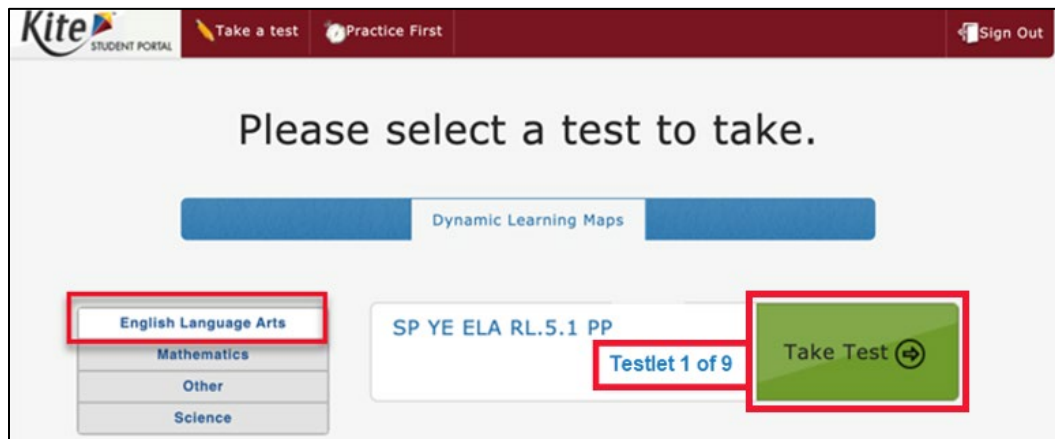 Kite STUDENT PORTAL Take a test Practice First Sign Out
Please select a test to take.
Dynamic Learning Maps
English Language Arts
Mathematics
Other
Science
SP YE ELA RL.5.1 PP
Testlet 1 of 9
Take Test